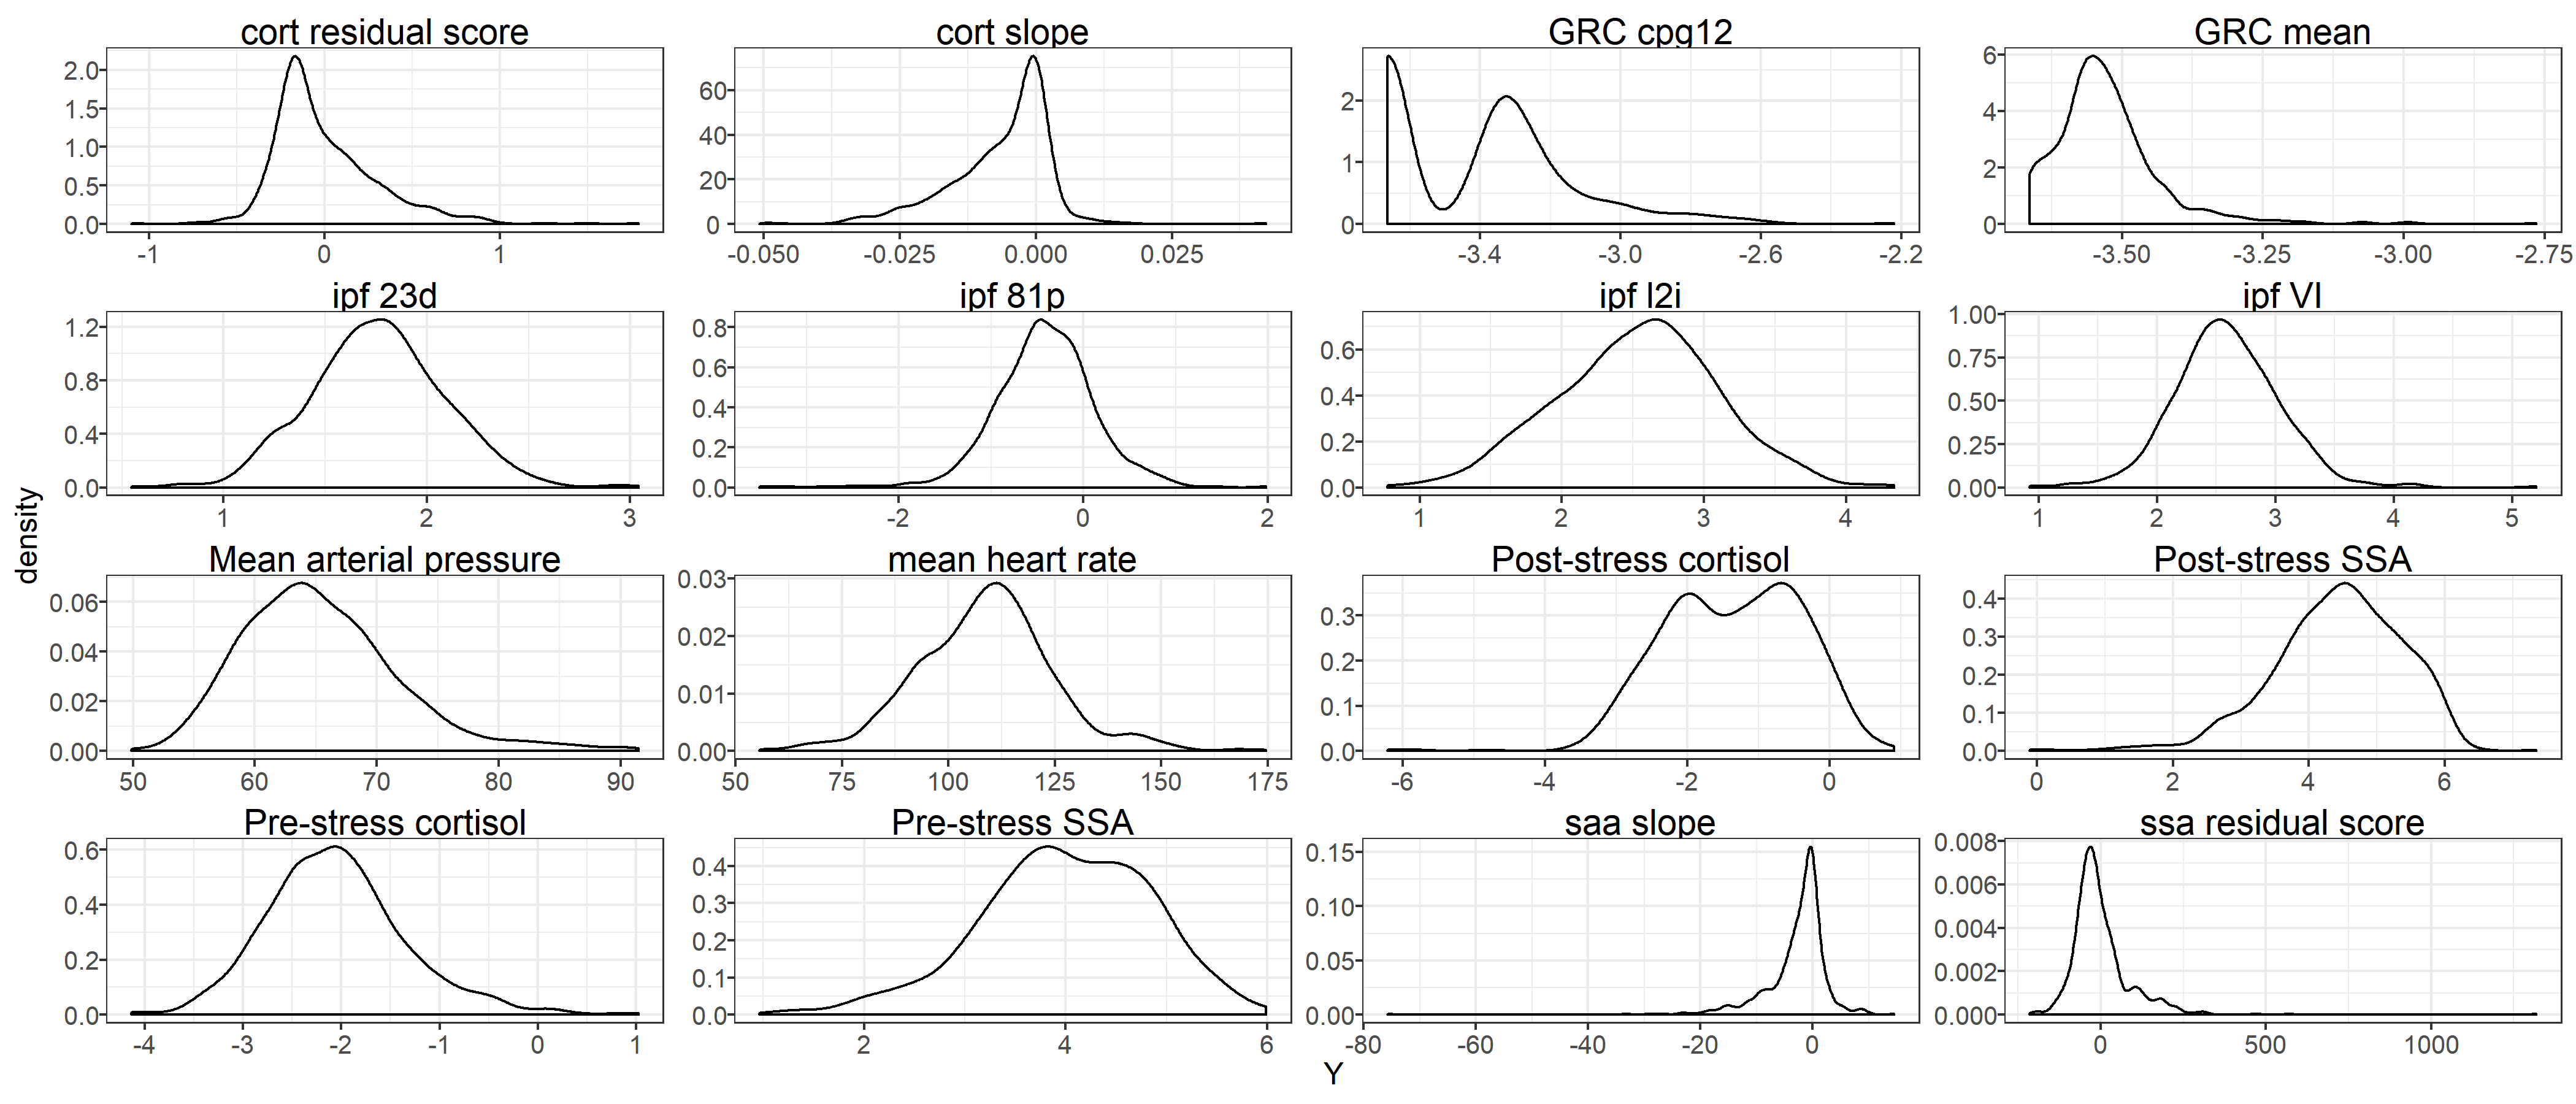 cort residual score
cort slope
GRC cpg12
GRC mean
2.0
1.5
1.0
0.5
0.0
-1 0 1
60
40
20
0
-0.050 -0.025 0.000 0.025
2
1
0
-3.4 -3.0 -2.6 -2.2
6
4
2
0
-3.50 -3.25 -3.00 -2.75
ipf 23d
ipf 81p
ipf l2i
ipf VI
1.2
0.8
0.4
0.0
1 2 3
0.8
0.6
0.4
0.2
0.0
-2 0 2
0.6
0.4
0.2
0.0
1 2 3 4
1.00
0.75
0.50
0.25
0.00
1 2 3 4 5
density
Mean arterial pressure
mean heart rate
Post-stress cortisol
Post-stress SSA
0.06
0.04
0.02
0.00
50 60 70 80 90
0.03
0.02
0.01
0.00
50 75 100 125 150 175
0.3
0.2
0.1
0.0
-6 -4 -2 0
0.4
0.3
0.2
0.1
0.0
0 2 4 6
Pre-stress cortisol
Pre-stress SSA
saa slope
ssa residual score
0.6
0.4
0.2
0.0
-4 -3 -2 -1 0 1
0.4
0.3
0.2
0.1
0.0
2 4 6
0.15
0.10
0.05
0.00
-80 -60 -40 -20 0
0.008
0.006
0.004
0.002
0.000
0 500 1000
Y